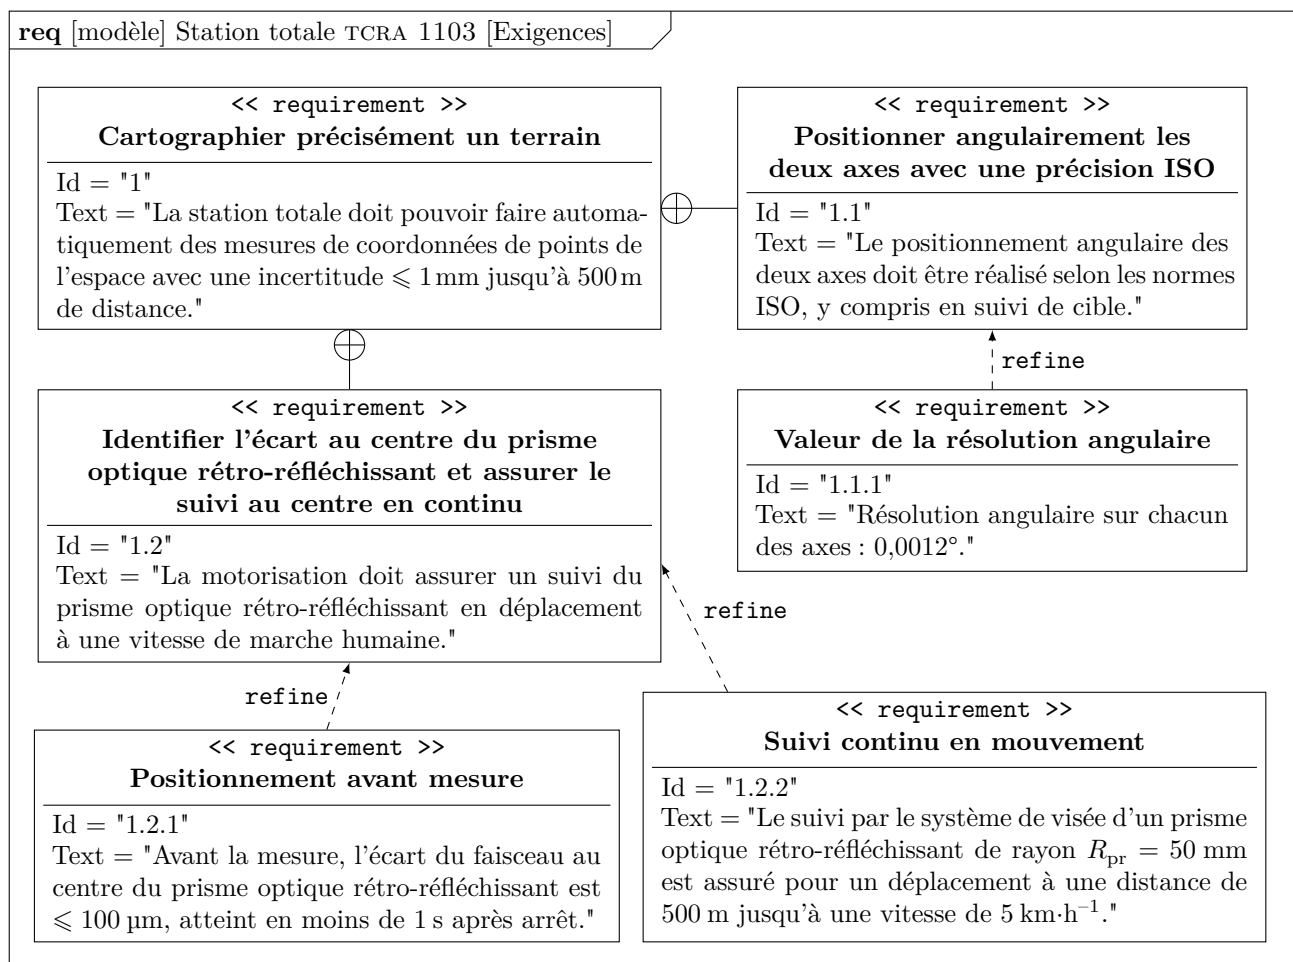 req [modèle] Station totale TCRA 1103 [Exigences]
<< requirement >>
Cartographier précisément un terrain
Id = "1"
Text = "La station totale doit pouvoir faire automa-
tiquement des mesures de coordonnées de points de
l'espace avec une incertitude ⩽ 1 mm jusqu'à 500 m
de distance."
<< requirement >>
Positionner angulairement les
deux axes avec une précision ISO
Id = "1.1"
Text = "Le positionnement angulaire des
deux axes doit être réalisé selon les normes
ISO, y compris en suivi de cible."
refine
<< requirement >>
Identifier l'écart au centre du prisme
optique rétro-réfléchissant et assurer le
suivi au centre en continu
Id = "1.2"
Text = "La motorisation doit assurer un suivi du
prisme optique rétro-réfléchissant en déplacement
à une vitesse de marche humaine."
<< requirement >>
Valeur de la résolution angulaire
Id = "1.1.1"
Text = "Résolution angulaire sur chacun
des axes : 0,0012°."
refine
refine
<< requirement >>
Positionnement avant mesure
Id = "1.2.1"
Text = "Avant la mesure, l'écart du faisceau au
centre du prisme optique rétro-réfléchissant est
⩽ 100 µm, atteint en moins de 1 s après arrêt."
<< requirement >>
Suivi continu en mouvement
Id = "1.2.2"
Text = "Le suivi par le système de visée d'un prisme
optique rétro-réfléchissant de rayon R_pr = 50 mm
est assuré pour un déplacement à une distance de
500 m jusqu'à une vitesse de 5 km·h⁻¹."